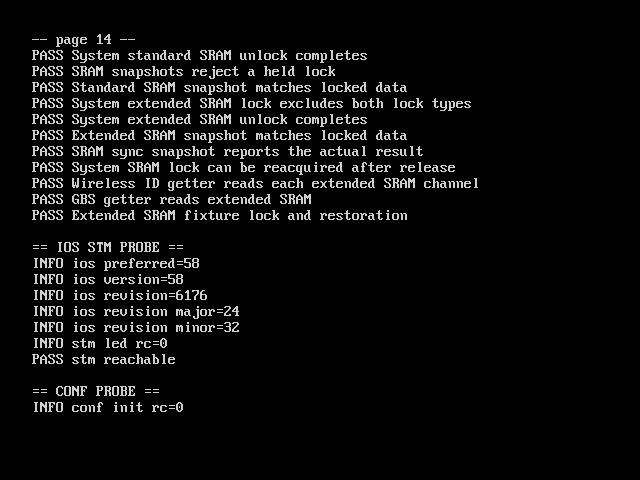 -- page 14 --
PASS System standard SRAM unlock completes
PASS SRAM snapshots reject a held lock
PASS Standard SRAM snapshot matches locked data
PASS System extended SRAM lock excludes both lock types
PASS System extended SRAM unlock completes
PASS Extended SRAM snapshot matches locked data
PASS SRAM sync snapshot reports the actual result
PASS System SRAM lock can be reacquired after release
PASS Wireless ID getter reads each extended SRAM channel
PASS GBS getter reads extended SRAM
PASS Extended SRAM fixture lock and restoration
== IOS STM PROBE ==
INFO ios preferred=58
INFO ios version=58
INFO ios revision=6176
INFO ios revision major=24
INFO ios revision minor=32
INFO stm led rc=0
PASS stm reachable
== CONF PROBE ==
INFO conf init rc=0